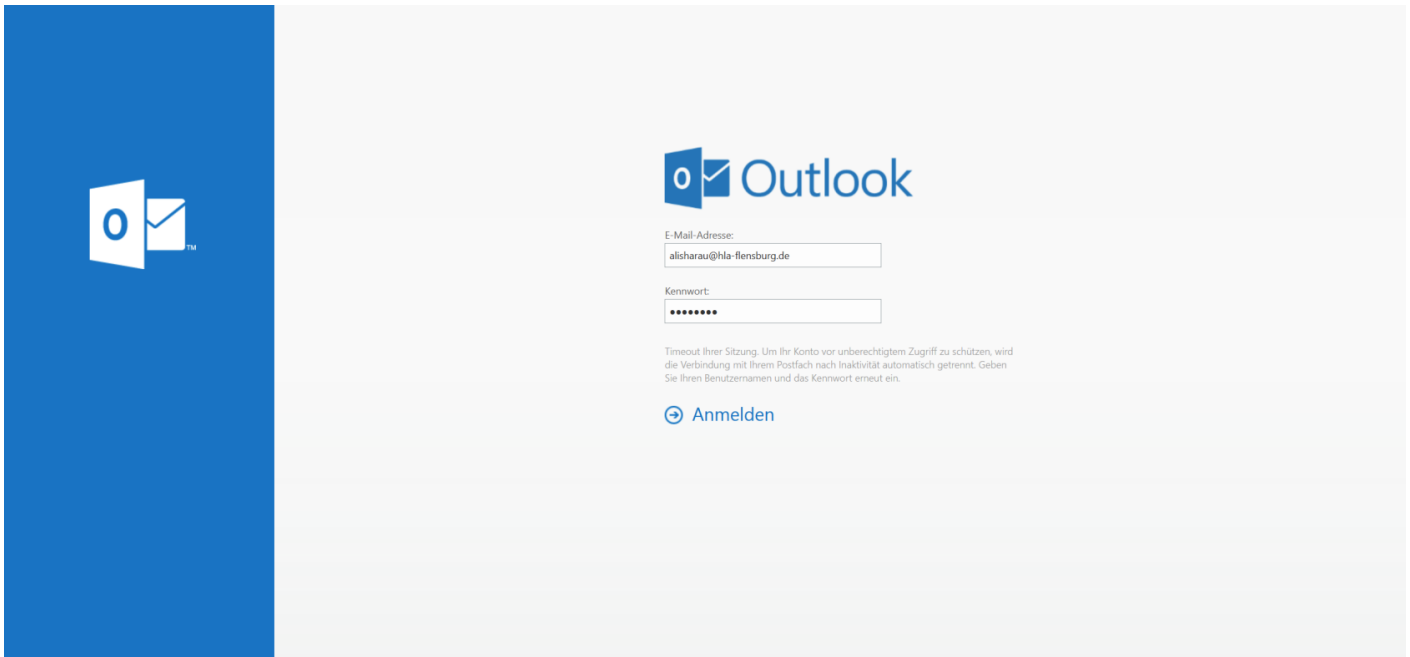 O
TM
O Outlook
E-Mail-Adresse:
alisharau@hla-flensburg.de
Kennwort:
••••••••
Timeout Ihrer Sitzung. Um Ihr Konto vor unberechtigtem Zugriff zu schützen, wird
die Verbindung mit Ihrem Postfach nach Inaktivität automatisch getrennt. Geben
Sie Ihren Benutzernamen und das Kennwort erneut ein.
Anmelden